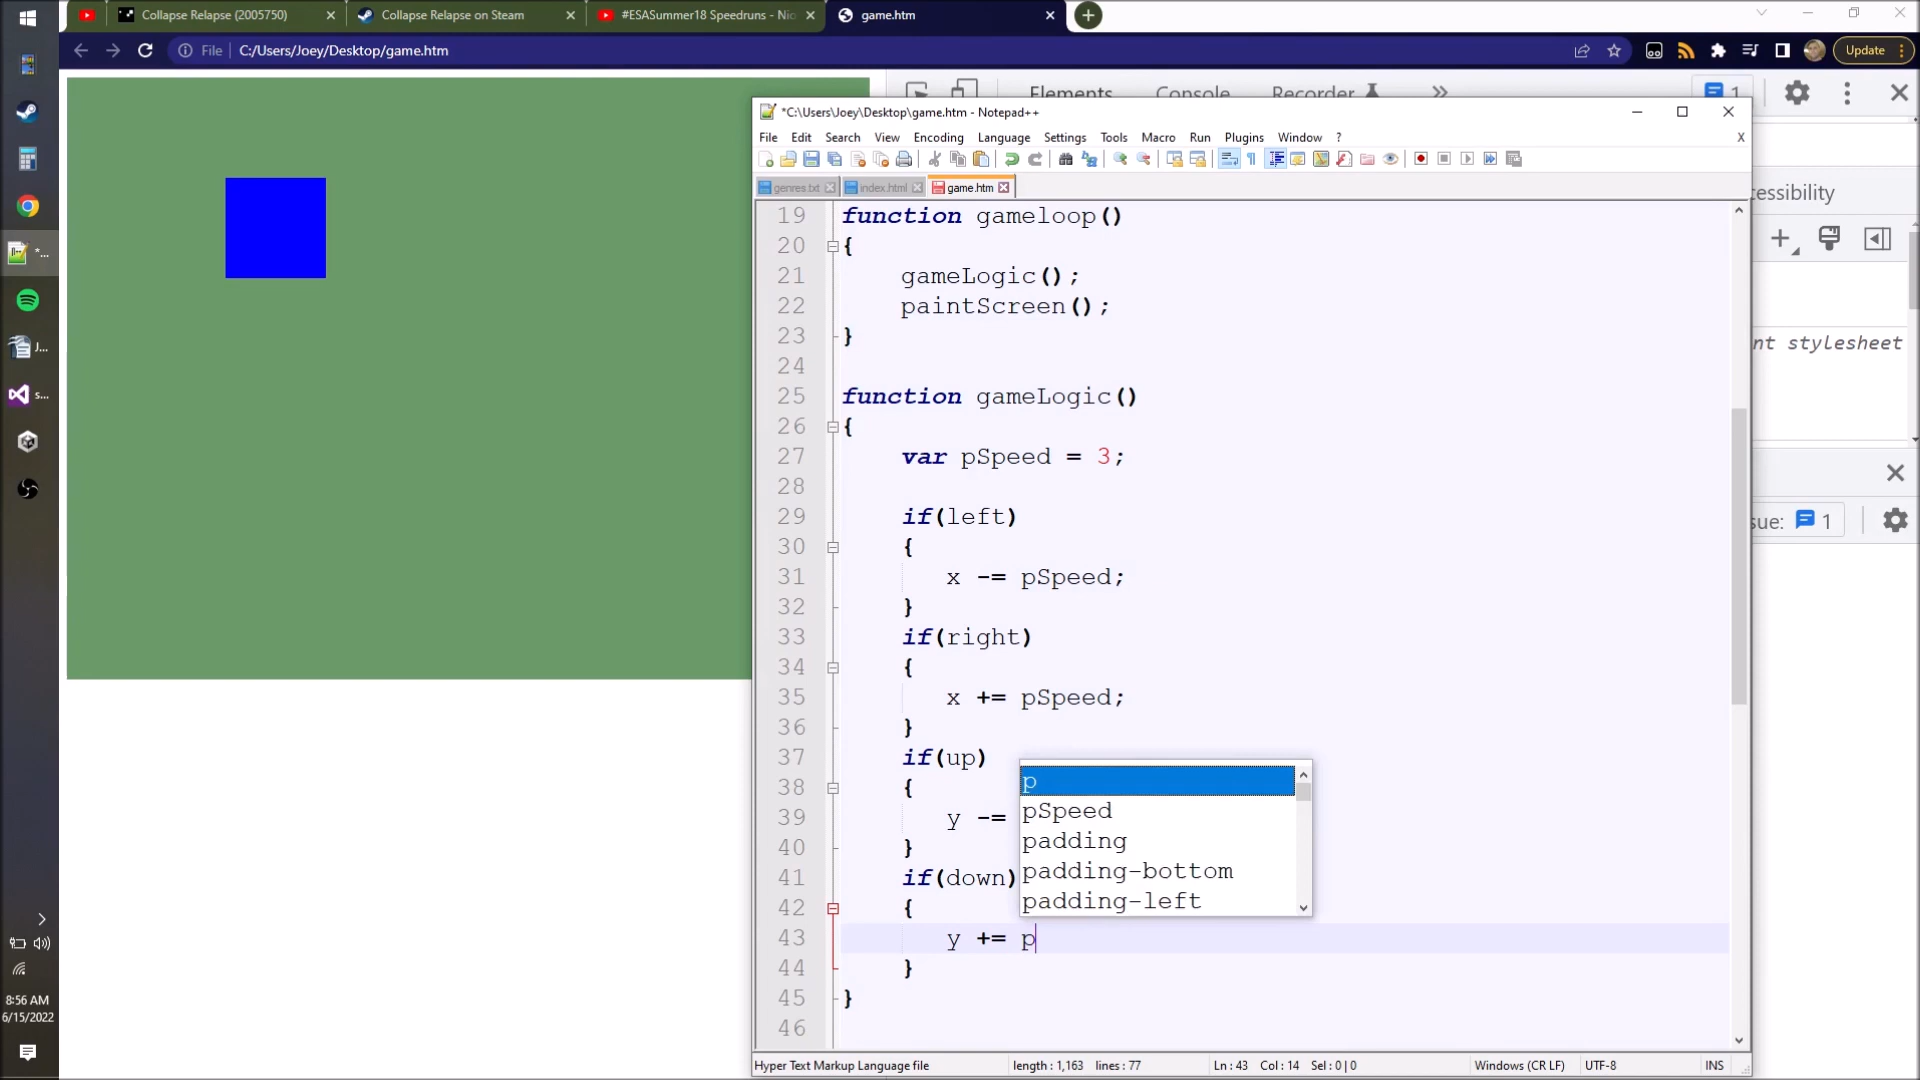 Collapse Relapse (2005750)
Collapse Relapse on Steam
#ESASummer18 Speedruns - Nio
game.htm
File
C:/Users/Joey/Desktop/game.htm
Update
Elements
Console
Recorder
1
*C:\Users\Joey\Desktop\game.htm - Notepad++
File Edit Search View Encoding Language Settings Tools Macro Run Plugins Window ?
X
genres.txt
index.html
game.htm
cessibility
nt stylesheet
sue: 1
19 function gameloop()
20 {
21 gameLogic();
22 paintScreen();
23 }
24
25 function gameLogic()
26 {
27 var pSpeed = 3;
28
29 if(left)
30 {
31 x -= pSpeed;
32 }
33 if(right)
34 {
35 x += pSpeed;
36 }
37 if(up)
38 {
39 y -=
40 }
41 if(down)
42 {
43 y += p
44 }
45 }
46
p
pSpeed
padding
padding-bottom
padding-left
*...
J...
s...
8:56 AM
6/15/2022
Hyper Text Markup Language file
length : 1,163 lines : 77
Ln : 43 Col : 14 Sel : 0 | 0
Windows (CR LF)
UTF-8
INS